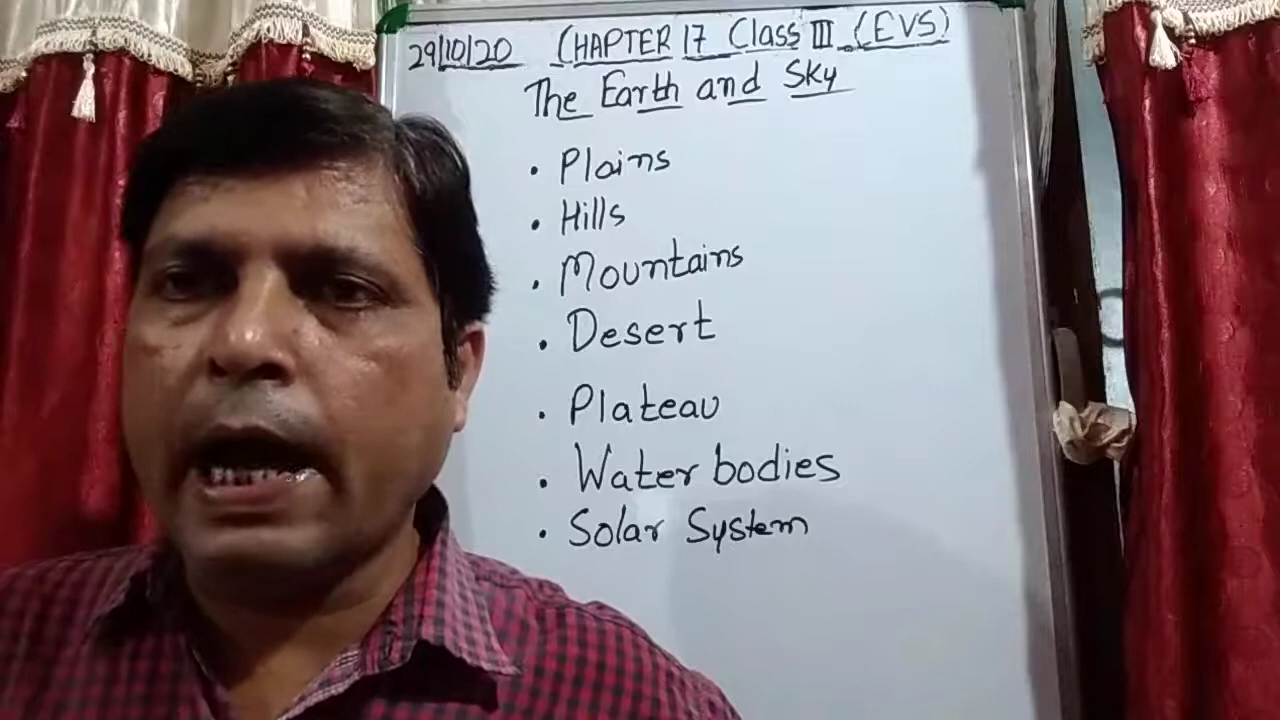 29/10/20 CHAPTER 17 Class III (EVS)
The Earth and Sky
• Plains
• Hills
• Mountains
• Desert
• Plateau
• Water bodies
• Solar System